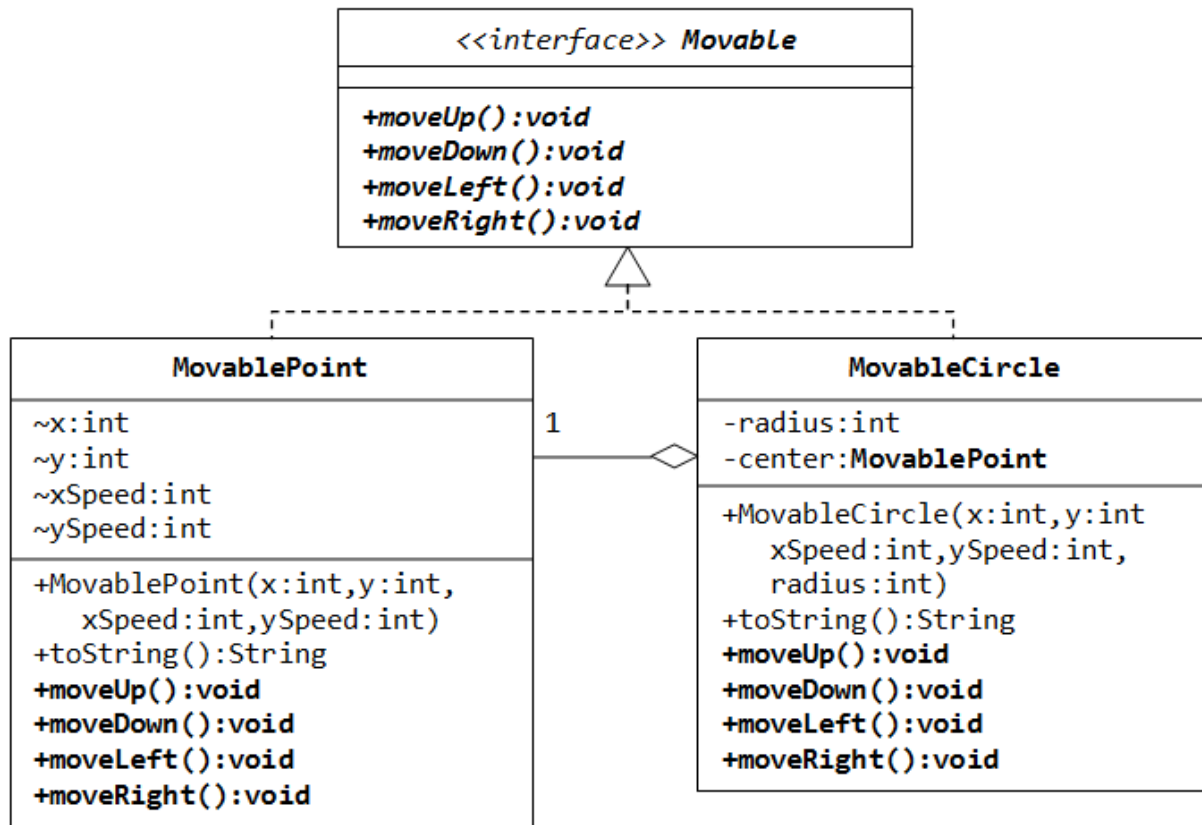 <<interface>> Movable
+moveUp():void
+moveDown():void
+moveLeft():void
+moveRight():void
MovablePoint
~x:int
~y:int
~xSpeed:int
~ySpeed:int
+MovablePoint(x:int,y:int,
xSpeed:int,ySpeed:int)
+toString():String
+moveUp():void
+moveDown():void
+moveLeft():void
+moveRight():void
1
MovableCircle
-radius:int
-center:MovablePoint
+MovableCircle(x:int,y:int
xSpeed:int,ySpeed:int,
radius:int)
+toString():String
+moveUp():void
+moveDown():void
+moveLeft():void
+moveRight():void